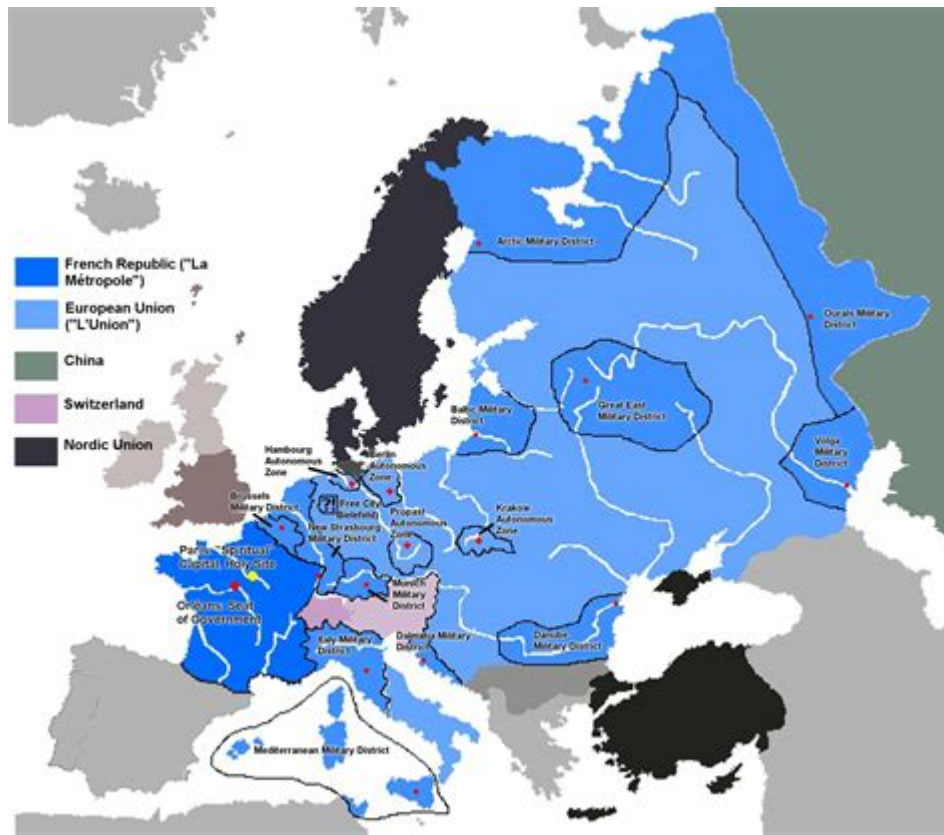 French Republic ("La
Métropole")
European Union
("L'Union")
China
Switzerland
Nordic Union
Arctic Military District
Ourals Military
District
Baltic Military
District
Great East
Military District
Volga
Military
District
Hambourg
Autonomous
Zone
Berlin
Autonomous
Zone
Brussels
Military District
Free City
Bielefeld
Propast
Autonomous
Zone
Krakow
Autonomous
Zone
New Strasbourg
Military District
Paris: "Spiritual"
Capital, Holy Site
Orléans: Seat
of Government
Munich
Military
District
Italy Military
District
Dalmatia Military
District
Danube
Military District
Mediterranean Military District